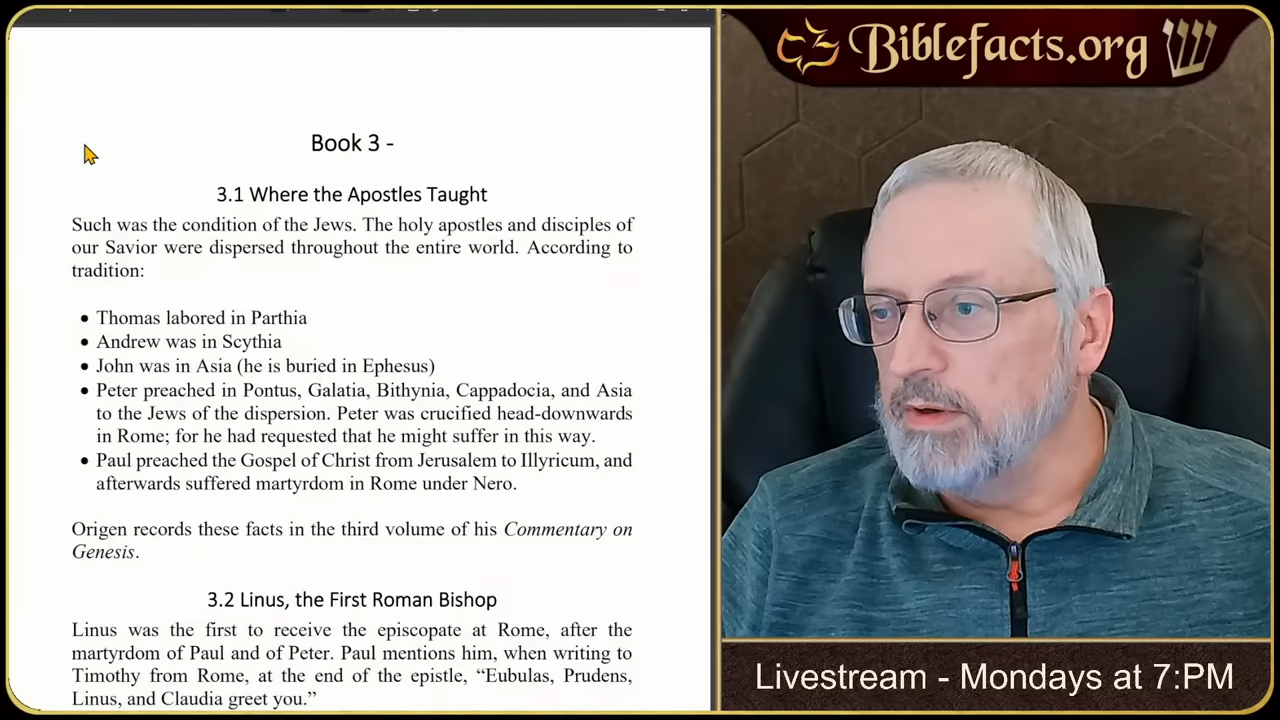 Book 3 -
3.1 Where the Apostles Taught
Such was the condition of the Jews. The holy apostles and disciples of
our Savior were dispersed throughout the entire world. According to
tradition:
• Thomas labored in Parthia
• Andrew was in Scythia
• John was in Asia (he is buried in Ephesus)
• Peter preached in Pontus, Galatia, Bithynia, Cappadocia, and Asia
to the Jews of the dispersion. Peter was crucified head-downwards
in Rome; for he had requested that he might suffer in this way.
• Paul preached the Gospel of Christ from Jerusalem to Illyricum, and
afterwards suffered martyrdom in Rome under Nero.
Origen records these facts in the third volume of his Commentary on
Genesis.
3.2 Linus, the First Roman Bishop
Linus was the first to receive the episcopate at Rome, after the
martyrdom of Paul and of Peter. Paul mentions him, when writing to
Timothy from Rome, at the end of the epistle, “Eubulas, Prudens,
Linus, and Claudia greet you.”
Biblefacts.org ש
Livestream - Mondays at 7:PM